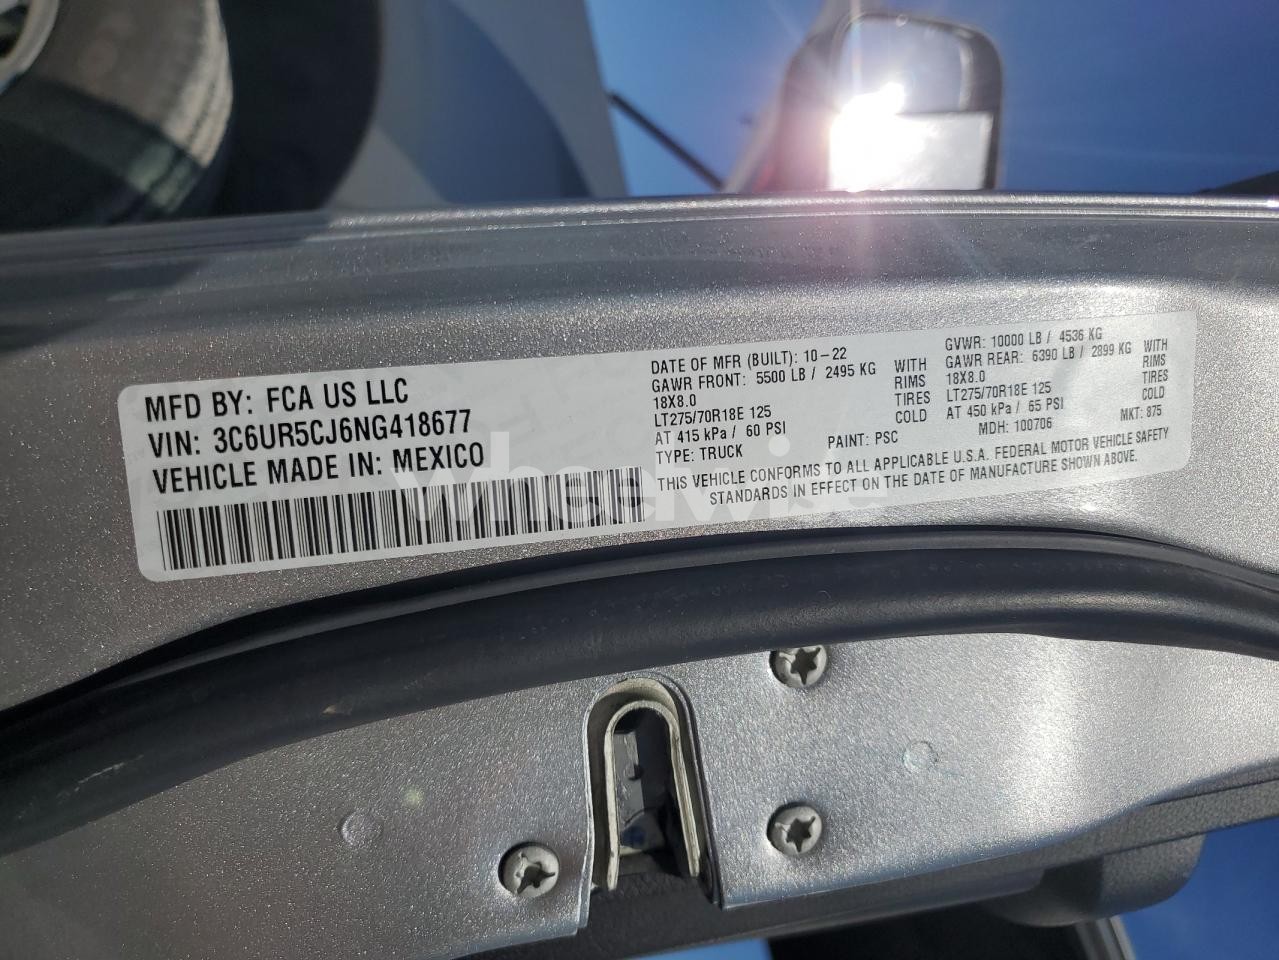 MFD BY: FCA US LLC
VIN: 3C6UR5CJ6NG418677
VEHICLE MADE IN: MEXICO
DATE OF MFR (BUILT): 10-22
GAWR FRONT: 5500 LB / 2495 KG WITH
18X8.0 RIMS
LT275/70R18E 125 TIRES
AT 415 kPa / 60 PSI COLD
TYPE: TRUCK PAINT: PSC
GVWR: 10000 LB / 4536 KG
GAWR REAR: 6390 LB / 2899 KG WITH
18X8.0 RIMS
LT275/70R18E 125 TIRES
AT 450 kPa / 65 PSI COLD
MDH: 100706 MKT: 875
THIS VEHICLE CONFORMS TO ALL APPLICABLE U.S.A. FEDERAL MOTOR VEHICLE SAFETY
STANDARDS IN EFFECT ON THE DATE OF MANUFACTURE SHOWN ABOVE.
wheelwise